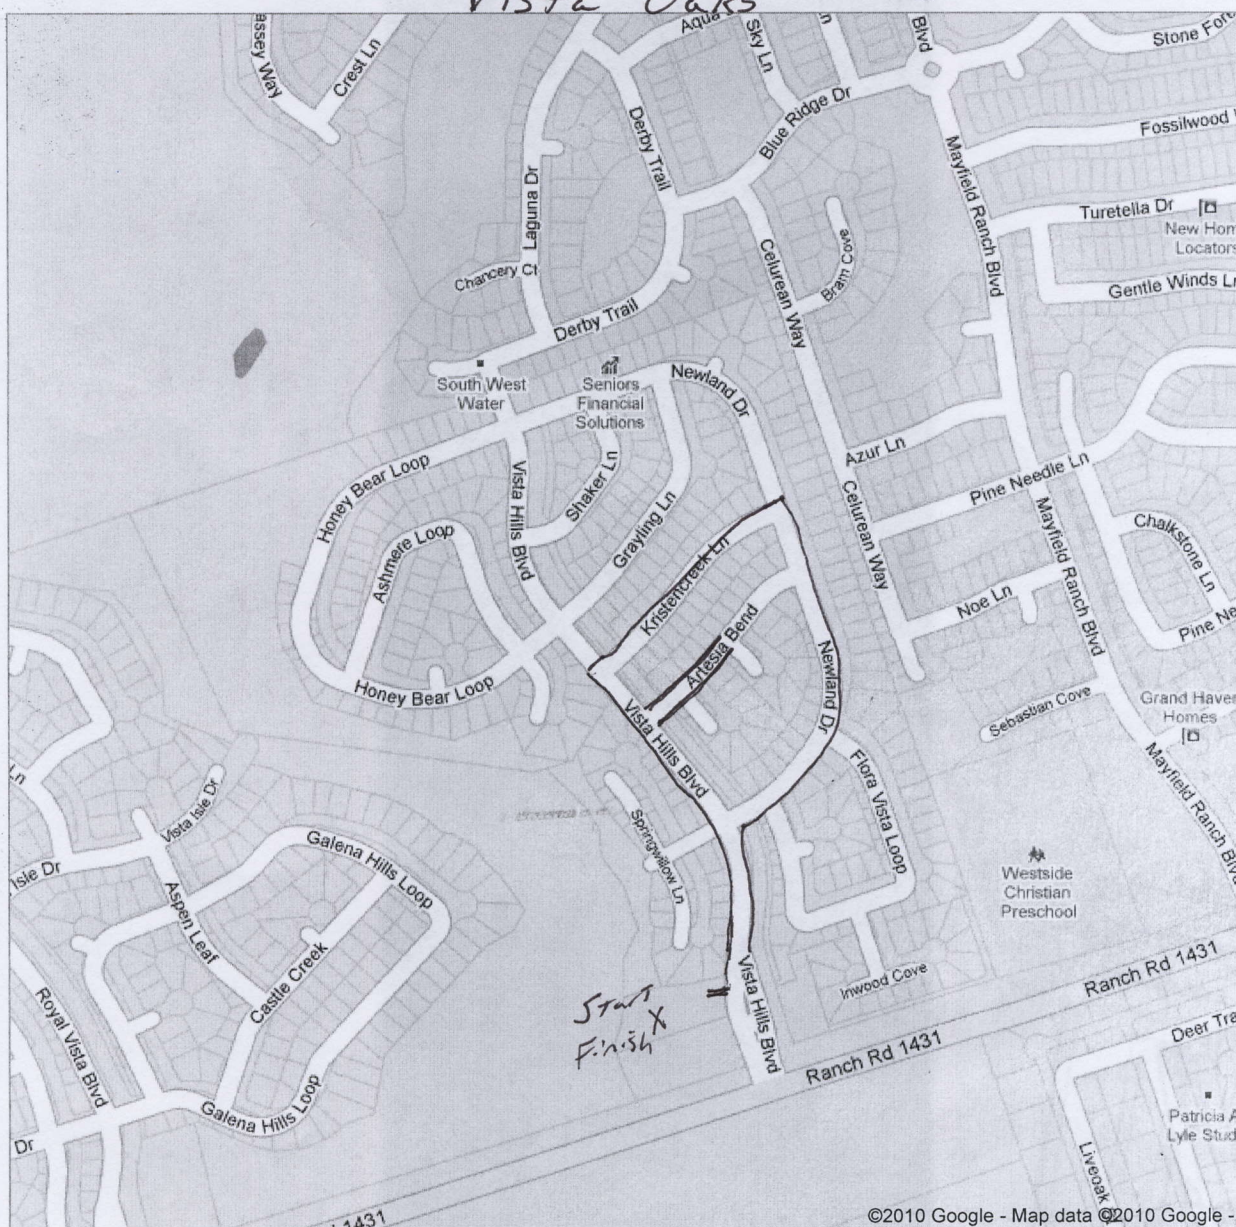 Vista Oaks
assey Way
Crest Ln
Aqua
Sky Ln
Ln
Blvd
Stone Fort
Derby Trail
Blue Ridge Dr
Fossilwood
Mayfield Ranch Blvd
Laguna Dr
Turetella Dr
New Hom
Locators
Chancery Ct
Celurean Way
Bram Cove
Gentle Winds Ln
Derby Trail
South West
Water
Seniors
Financial
Solutions
Newland Dr
Azur Ln
Honey Bear Loop
Vista Hills Blvd
Shaker Ln
Grayling Ln
Celurean Way
Pine Needle Ln
Mayfield Ranch Blvd
Chalkstone Ln
Ashmere Loop
Kristencreek Ln
Noe Ln
Pine Ne
Artesia Bend
Newland Dr
Honey Bear Loop
Vista Hills Blvd
Sebastian Cove
Grand Haven
Homes
Mayfield Ranch Blvd
Ln
Vista Isle Dr
Flora Vista Loop
Springwillow Ln
Galena Hills Loop
Isle Dr
Westside
Christian
Preschool
Aspen Leaf
Castle Creek
Inwood Cove
Ranch Rd 1431
Vista Hills Blvd
Start
X
Finish
Royal Vista Blvd
Ranch Rd 1431
Deer Tra
Galena Hills Loop
Patricia A
Lyle Stud
Dr
Liveoak
1431
©2010 Google - Map data ©2010 Google -